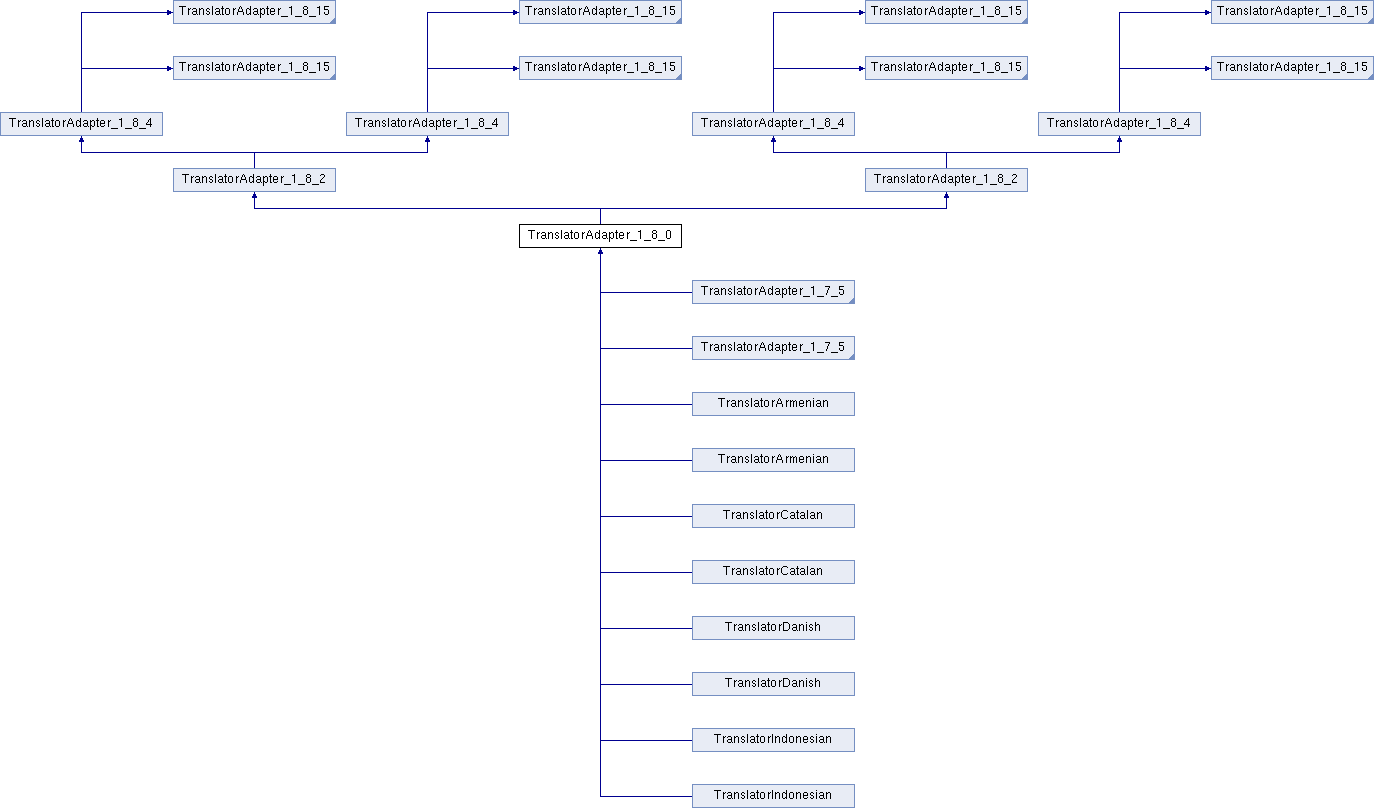 TranslatorAdapter_1_8_15
TranslatorAdapter_1_8_15
TranslatorAdapter_1_8_15
TranslatorAdapter_1_8_15
TranslatorAdapter_1_8_15
TranslatorAdapter_1_8_15
TranslatorAdapter_1_8_15
TranslatorAdapter_1_8_15
TranslatorAdapter_1_8_4
TranslatorAdapter_1_8_4
TranslatorAdapter_1_8_4
TranslatorAdapter_1_8_4
TranslatorAdapter_1_8_2
TranslatorAdapter_1_8_2
TranslatorAdapter_1_8_0
TranslatorAdapter_1_7_5
TranslatorAdapter_1_7_5
TranslatorArmenian
TranslatorArmenian
TranslatorCatalan
TranslatorCatalan
TranslatorDanish
TranslatorDanish
TranslatorIndonesian
TranslatorIndonesian